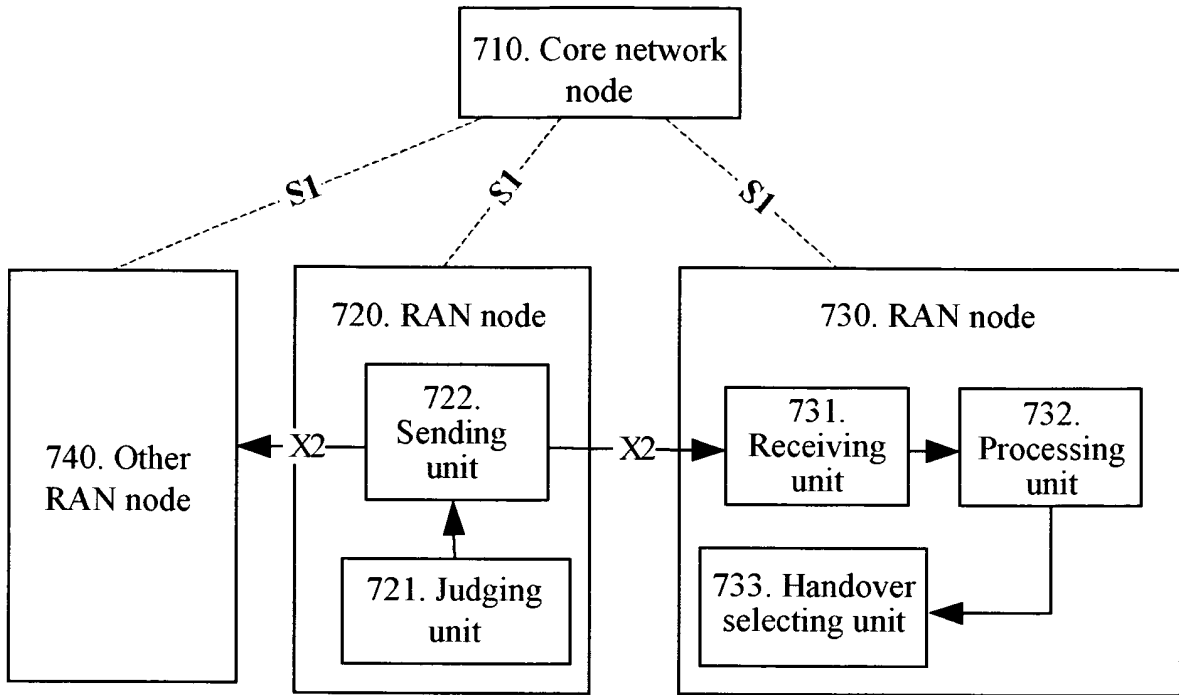 710. Core network
node
S1
S1
S1
720. RAN node
730. RAN node
740. Other
RAN node
X2
722.
Sending
unit
X2
731.
Receiving
unit
732.
Processing
unit
721. Judging
unit
733. Handover
selecting unit